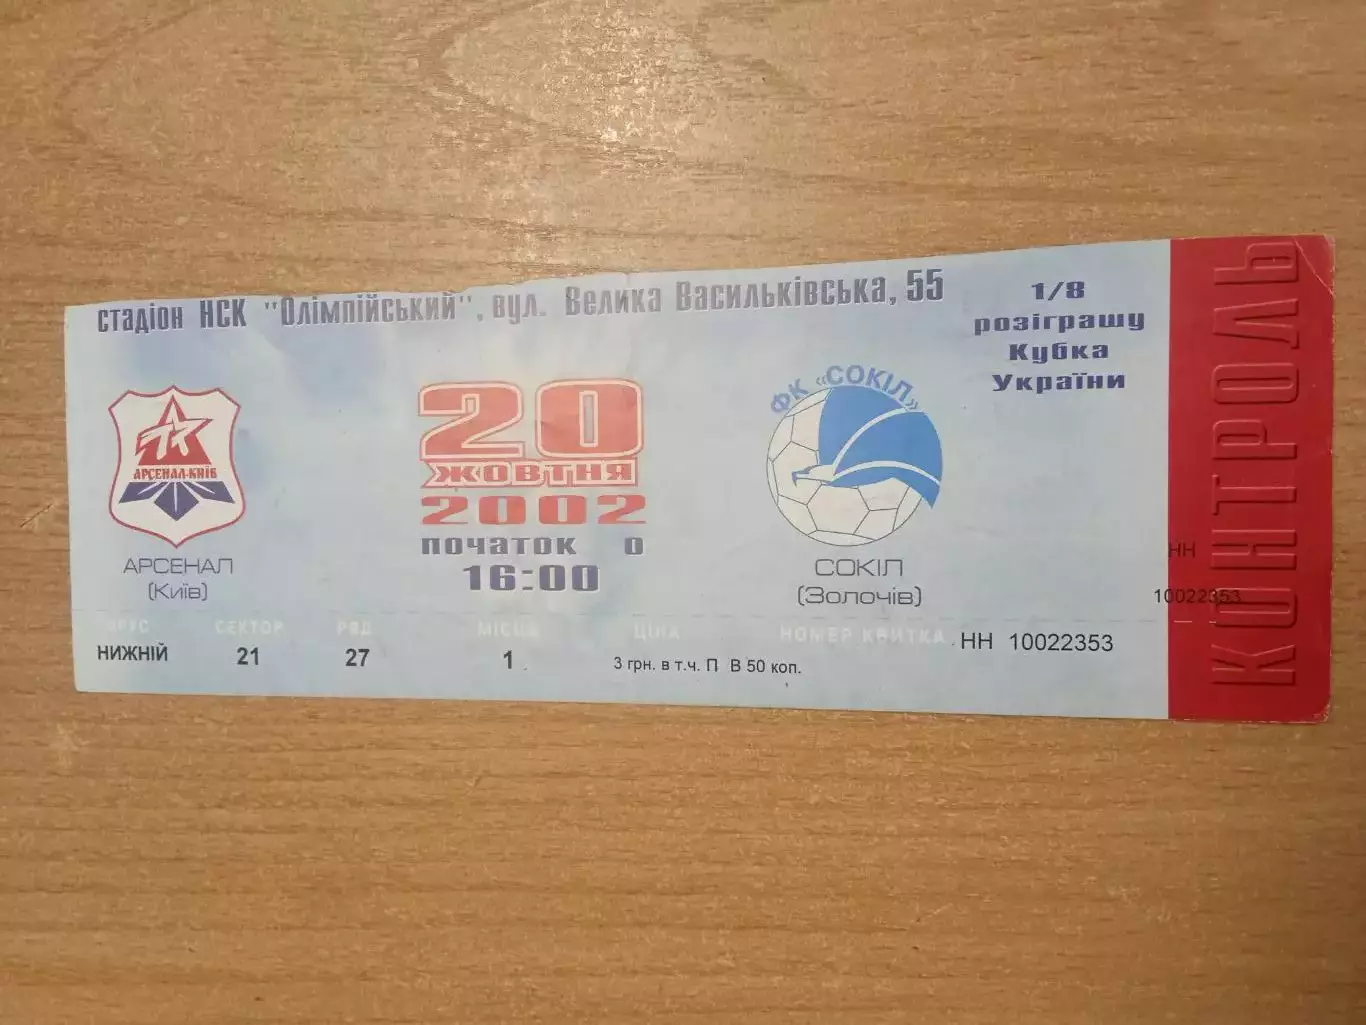 стадіон НСК "Олімпійський", вул. Велика Васильківська, 55
1/8
розіграшу
Кубка
України
АРСЕНАЛ-КИЇВ
АРСЕНАЛ
(Київ)
20
ЖОВТНЯ
2002
початок о
16:00
ФК «СОКІЛ»
СОКІЛ
(Золочів)
ЯРУС СЕКТОР РЯД МІСЦЕ ЦІНА НОМЕР КВИТКА НН 10022353
НИЖНІЙ 21 27 1 3 грн. в т.ч. П В 50 коп.
КОНТРОЛЬ
НН
10022353